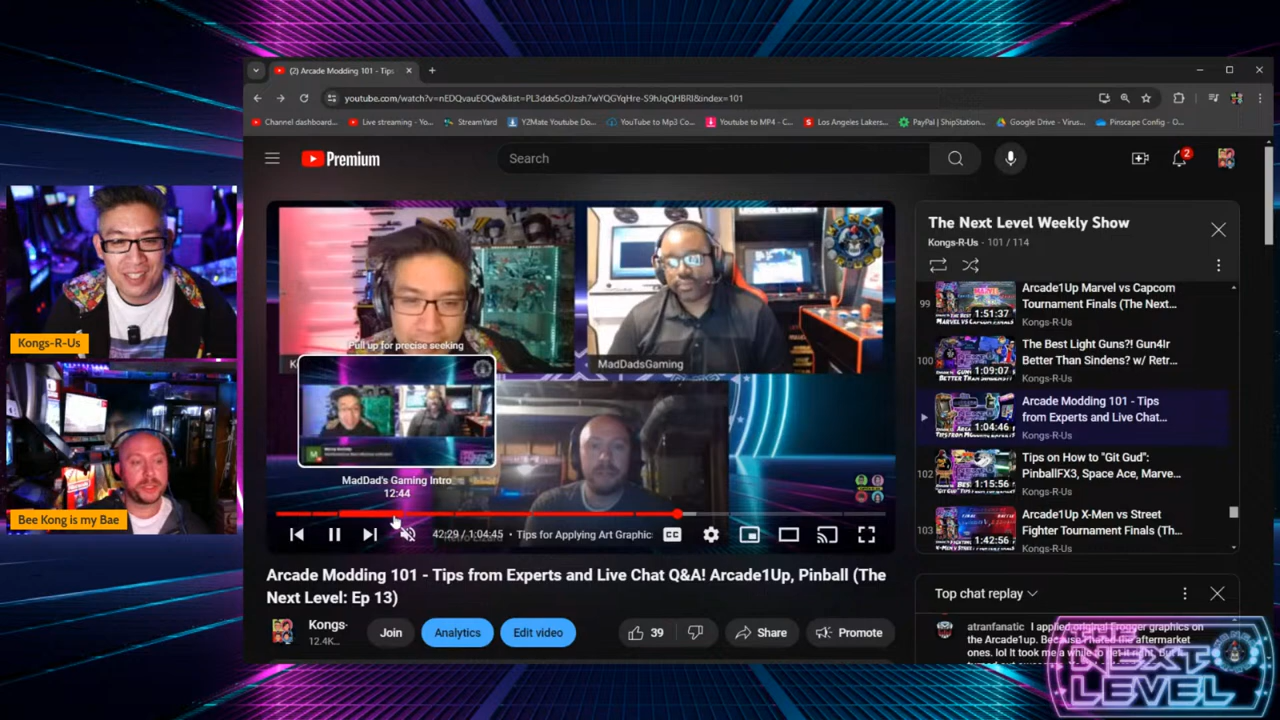 (2) Arcade Modding 101 - Tips
youtube.com/watch?v=nEDQvauEOQw&list=PL3ddx5cOJzsh7wYQGYqHre-S9hJqQHBRl&index=101
Channel dashboard...
Live streaming - Yo...
StreamYard
Y2Mate Youtube Do...
YouTube to Mp3 Co...
Youtube to MP4 - C...
Los Angeles Lakers...
PayPal | ShipStation...
Google Drive - Virus...
Pinscape Config - O...
Premium
Search
2
Kongs-R-Us
Bee Kong is my Bae
MadDadsGaming
Pull up for precise seeking
MadDad's Gaming Intro
12:44
42:29 / 1:04:45 • Tips for Applying Art Graphic
CC
Arcade Modding 101 - Tips from Experts and Live Chat Q&A! Arcade1Up, Pinball (The
Next Level: Ep 13)
Kongs-
12.4K...
Join
Analytics
Edit video
39
Share
Promote
The Next Level Weekly Show
Kongs-R-Us - 101 / 114
99
1:51:37
Arcade1Up Marvel vs Capcom
Tournament Finals (The Next...
Kongs-R-Us
100
1:09:07
The Best Light Guns?! Gun4Ir
Better Than Sindens? w/ Retr...
Kongs-R-Us
1:04:46
Arcade Modding 101 - Tips
from Experts and Live Chat...
Kongs-R-Us
102
1:15:56
Tips on How to "Git Gud":
PinballFX3, Space Ace, Marve...
Kongs-R-Us
103
1:42:56
Arcade1Up X-Men vs Street
Fighter Tournament Finals (Th...
Kongs-R-Us
Top chat replay
atranfanatic I applied original Frogger graphics on
the Arcade1up. Because I hated the aftermarket
ones. lol It took me a while to get it right. But
THE
NEXT
LEVEL